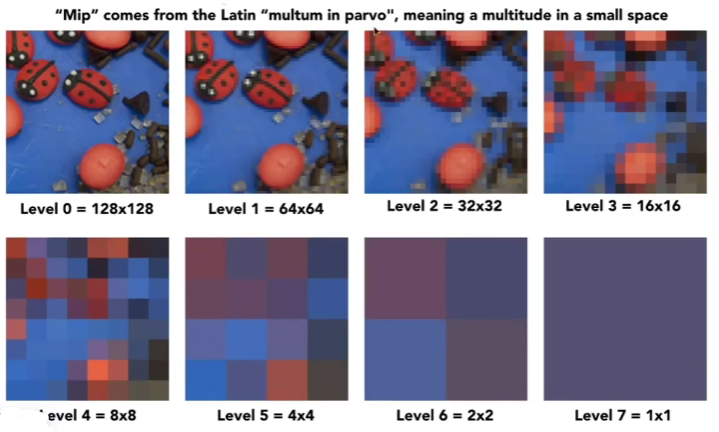 “Mip” comes from the Latin “multum in parvo", meaning a multitude in a small space
Level 0 = 128x128
Level 1 = 64x64
Level 2 = 32x32
Level 3 = 16x16
evel 4 = 8x8
Level 5 = 4x4
Level 6 = 2x2
Level 7 = 1x1